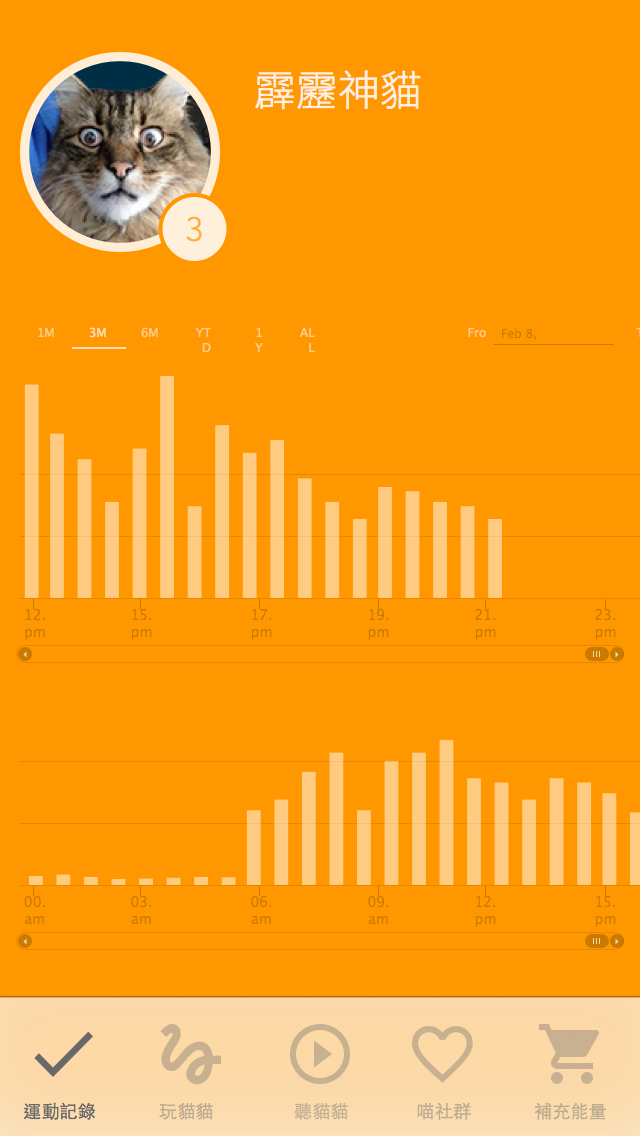 霹靂神貓
3
1M 3M 6M YT 1 AL Fro Feb 8, T
D Y L
12. 15. 17. 19. 21. 23.
pm pm pm pm pm pm
00. 03. 06. 09. 12. 15.
am am am am pm pm
運動記錄 玩貓貓 聽貓貓 喵社群 補充能量